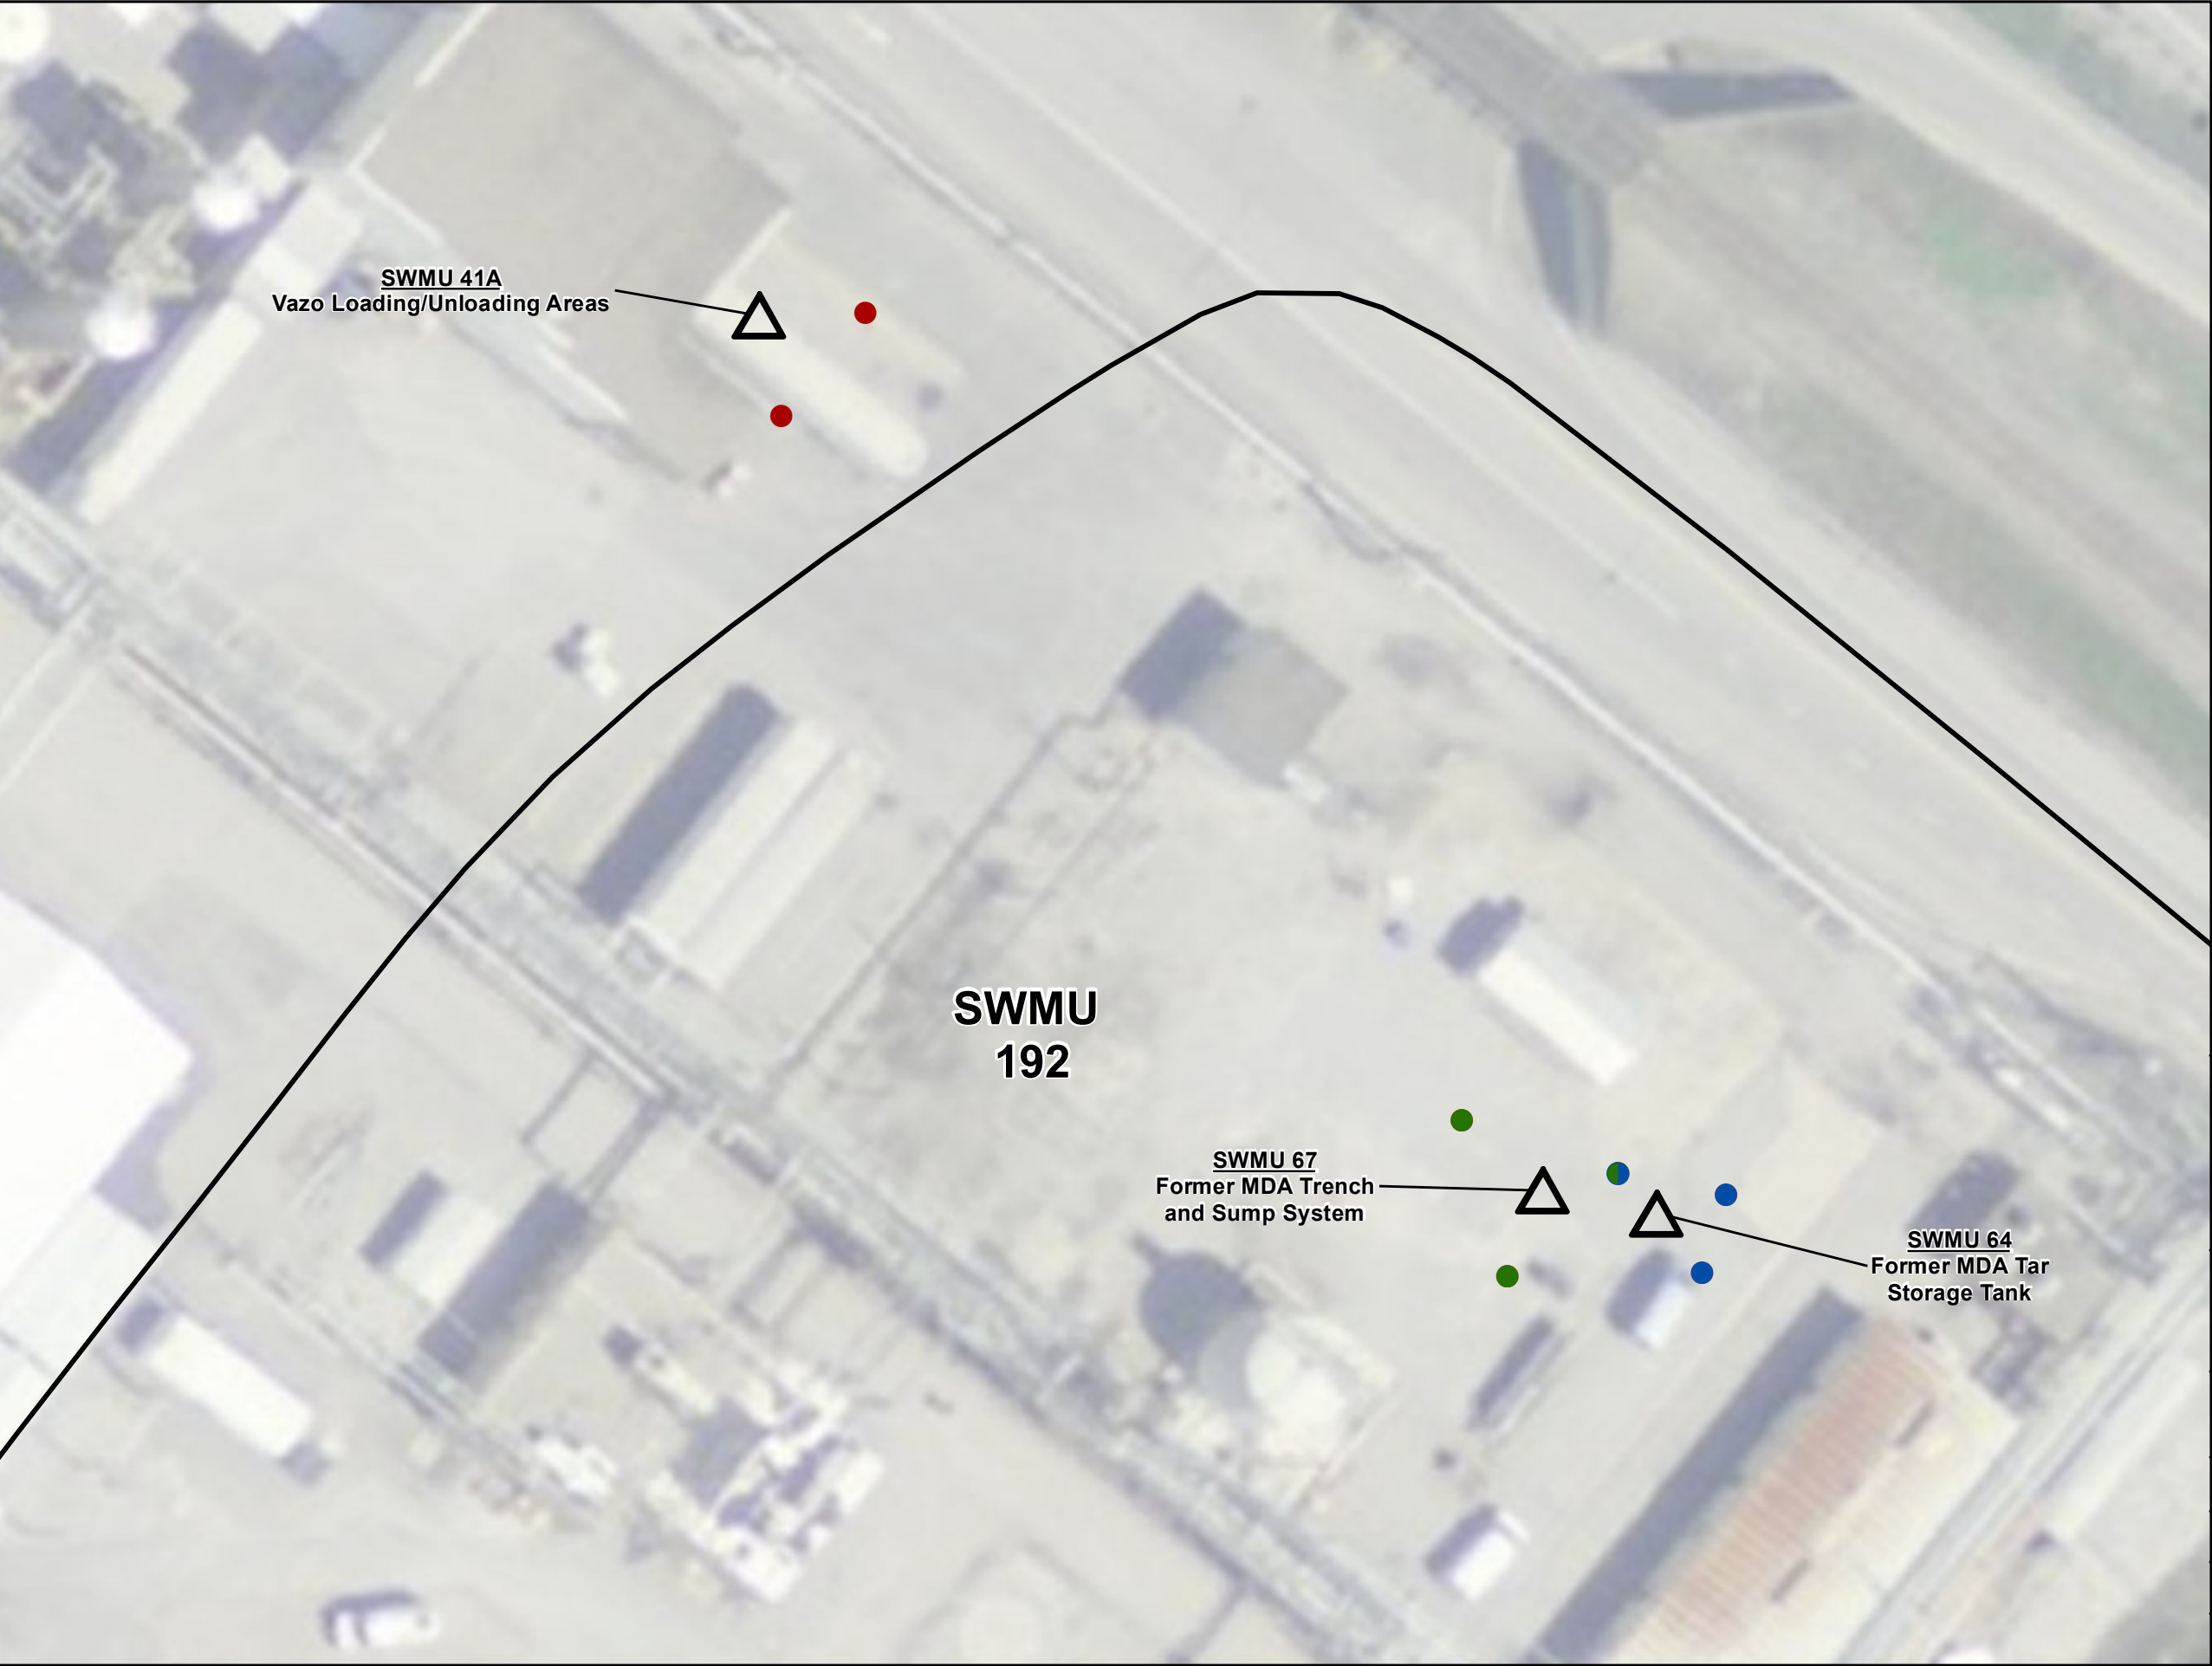 SWMU 41A
Vazo Loading/Unloading Areas
SWMU
192
SWMU 67
Former MDA Trench
and Sump System
SWMU 64
Former MDA Tar
Storage Tank